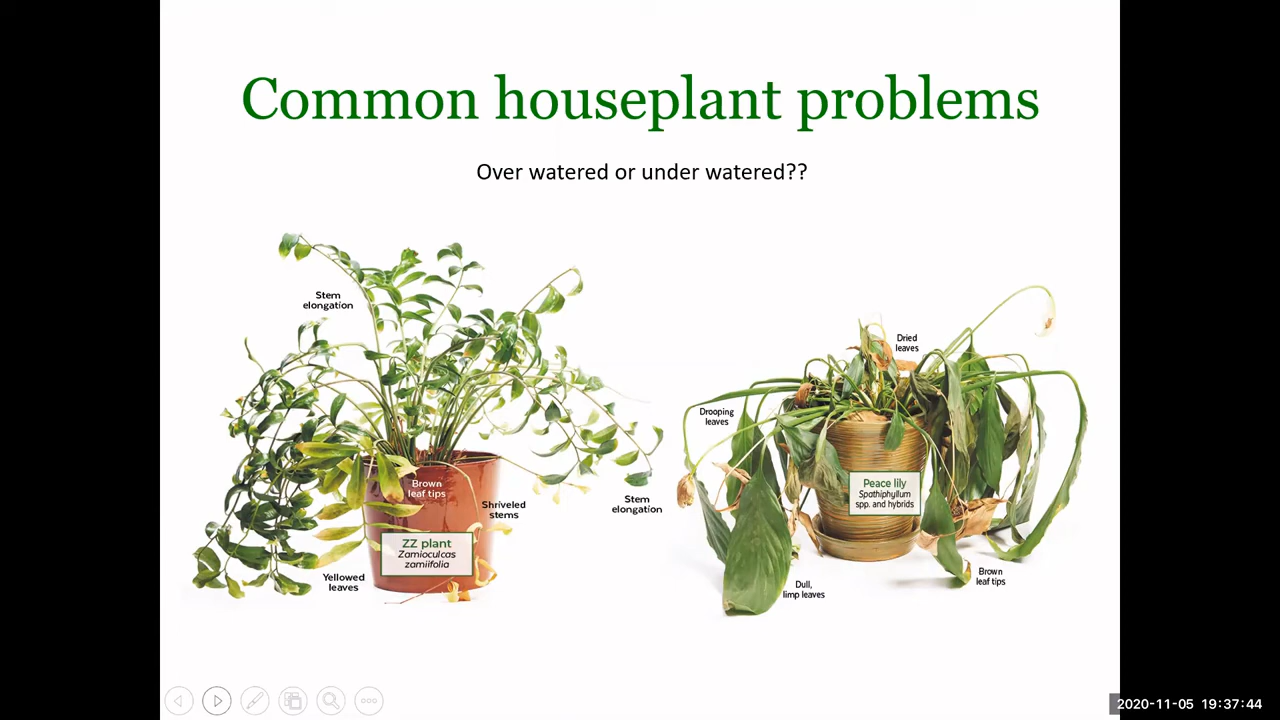 Common houseplant problems
Over watered or under watered??
Stem
elongation
Brown
leaf tips
Shriveled
stems
Stem
elongation
ZZ plant
Zamioculcas
zamiifolia
Yellowed
leaves
Dried
leaves
Drooping
leaves
Peace lily
Spathiphyllum
spp. and hybrids
Dull,
limp leaves
Brown
leaf tips
2020-11-05 19:37:44